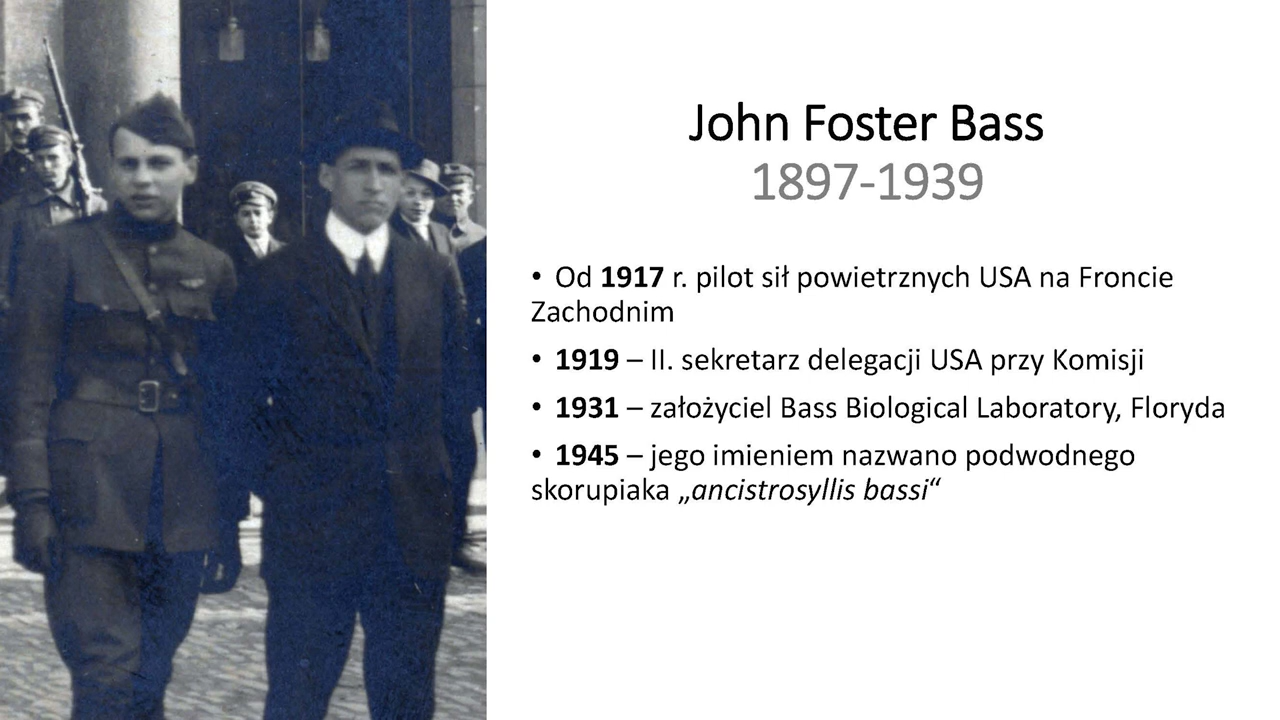 John Foster Bass
1897-1939
• Od 1917 r. pilot sił powietrznych USA na Froncie
Zachodnim
• 1919 – II. sekretarz delegacji USA przy Komisji
• 1931 – założyciel Bass Biological Laboratory, Floryda
• 1945 – jego imieniem nazwano podwodnego
skorupiaka „ancistrosyllis bassi“